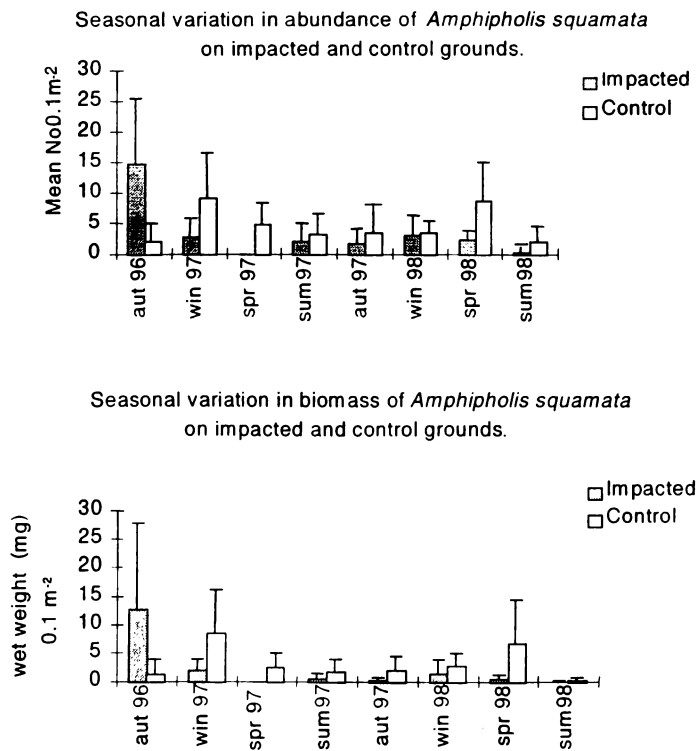 Seasonal variation in abundance of Amphipholis squamata
on impacted and control grounds.
Impacted
Control
Mean No0.1m-2
30
25
20
15
10
5
0
aut 96
win 97
spr 97
sum97
aut 97
win 98
spr 98
sum98
Seasonal variation in biomass of Amphipholis squamata
on impacted and control grounds.
Impacted
Control
wet weight (mg)
0.1 m-2
30
25
20
15
10
5
0
aut 96
win 97
spr 97
sum97
aut 97
win 98
spr 98
sum98